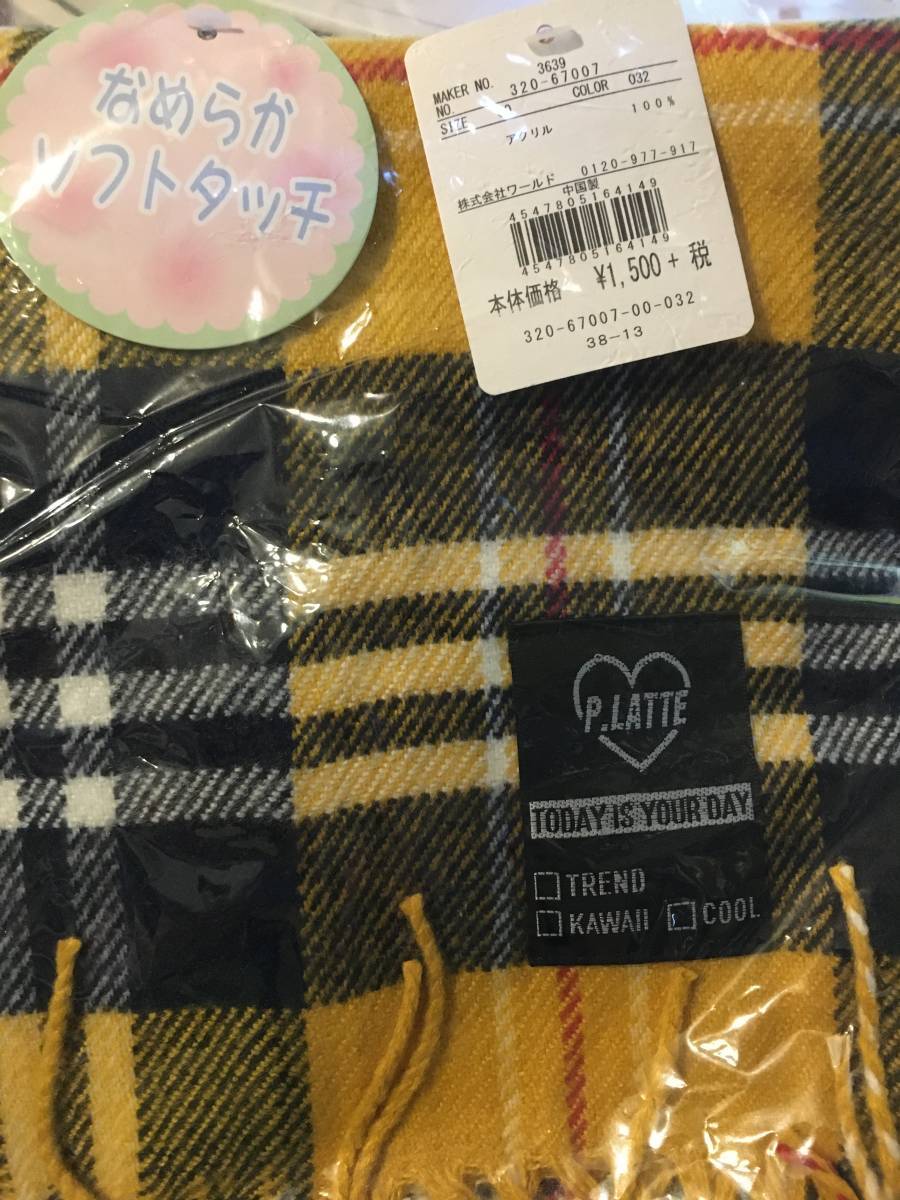 なめらか
ソフトタッチ
3639
MAKER NO. 320-67007
NO COLOR 032
SIZE
アクリル 100%
株式会社ワールド 0120-977-917
中国製
4547805164149
4547805164149
本体価格 ¥1,500+税
320-67007-00-032
38-13
P.LATTE
TODAY IS YOUR DAY
□TREND
□KAWAII □COOL